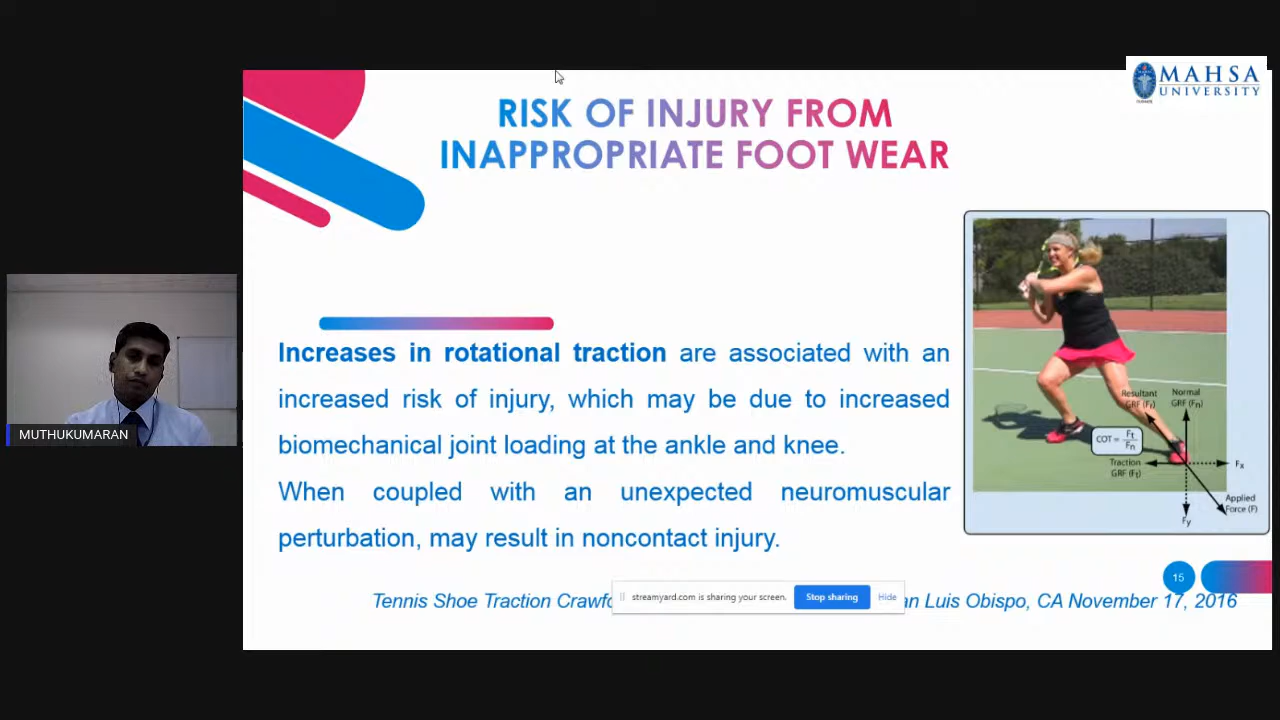 MAHSA
UNIVERSITY
RISK OF INJURY FROM
INAPPROPRIATE FOOT WEAR
Increases in rotational traction are associated with an
increased risk of injury, which may be due to increased
biomechanical joint loading at the ankle and knee.
When coupled with an unexpected neuromuscular
perturbation, may result in noncontact injury.
Resultant
GRF (Fr)
Normal
GRF (Fn)
COT = Ft
Fn
Traction
GRF (Ft)
Fx
Applied
Force (F)
Fy
15
Tennis Shoe Traction
an Luis Obispo, CA November 17, 2016
streamyard.com is sharing your screen.
Stop sharing
Hide
MUTHUKUMARAN